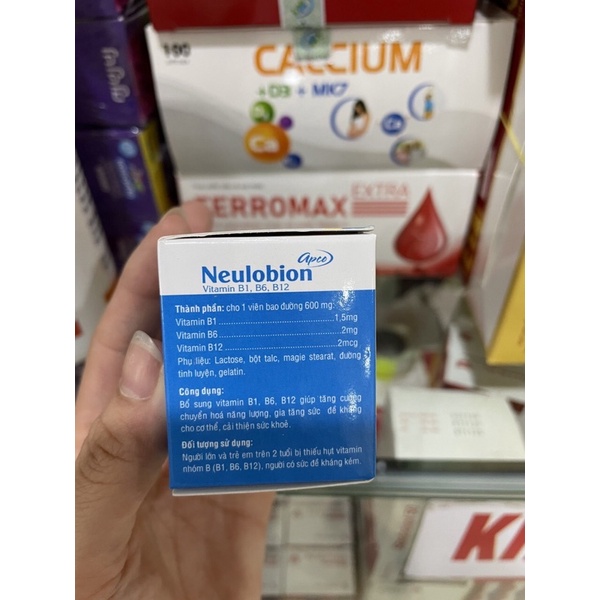 100
CALCIUM
+D3 + MK7
Ca
Ca
FERROMAX
EXTRA
apco
Neulobion
Vitamin B1, B6, B12
Thành phần: cho 1 viên bao đường 600 mg:
Vitamin B1.................................1,5mg
Vitamin B6....................................2mg
Vitamin B12.................................2mcg
Phụ liệu: Lactose, bột talc, magie stearat, đường
tinh luyện, gelatin.
Công dụng:
Bổ sung vitamin B1, B6, B12 giúp tăng cường
chuyển hoá năng lượng, gia tăng sức đề kháng
cho cơ thể, cải thiện sức khoẻ.
Đối tượng sử dụng:
Người lớn và trẻ em trên 2 tuổi bị thiếu hụt vitamin
nhóm B (B1, B6, B12), người có sức đề kháng kém.